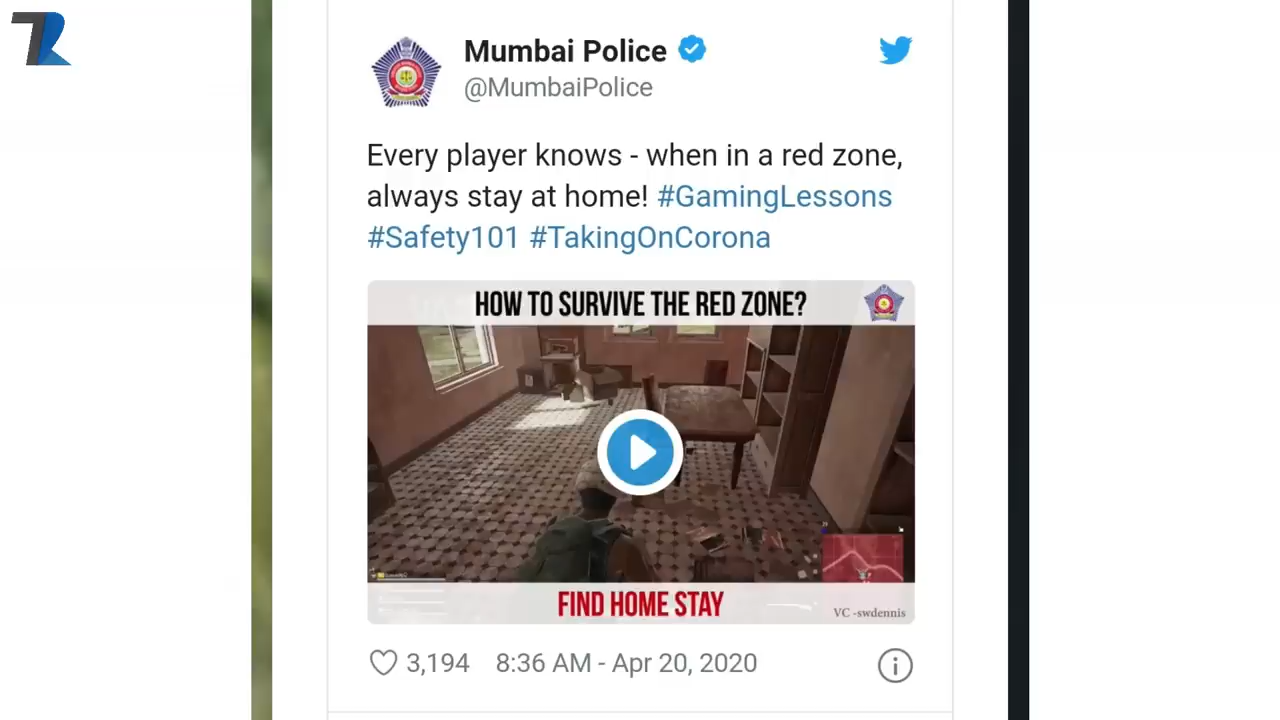 Mumbai Police
@MumbaiPolice
Every player knows - when in a red zone,
always stay at home! #GamingLessons
#Safety101 #TakingOnCorona
HOW TO SURVIVE THE RED ZONE?
FIND HOME STAY
VC -swdennis
3,194 8:36 AM - Apr 20, 2020